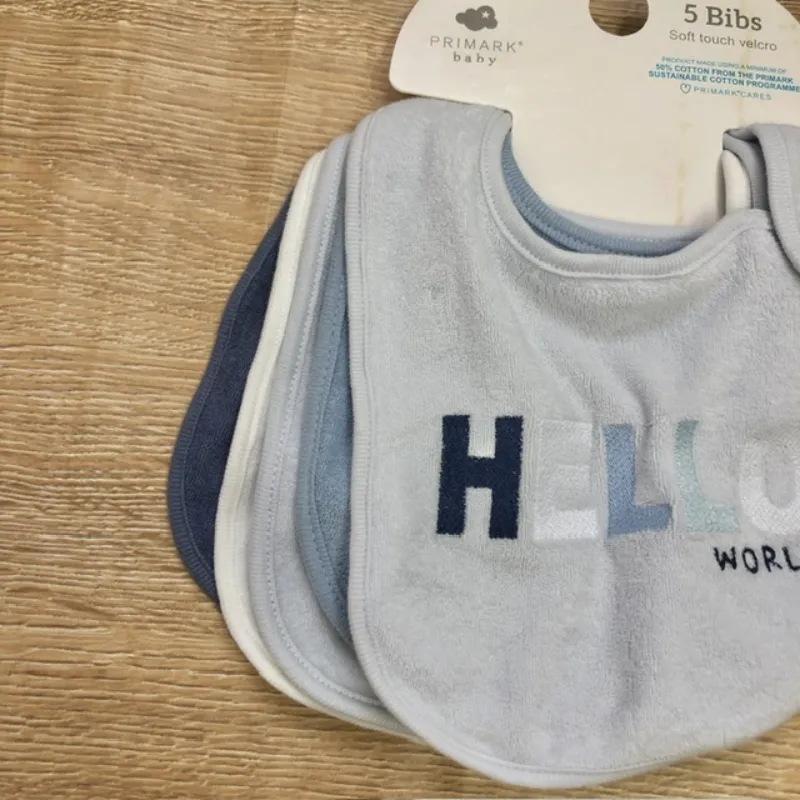 PRIMARK®
baby
5 Bibs
Soft touch velcro
PRODUCT MADE USING A MINIMUM OF
50% COTTON FROM THE PRIMARK
SUSTAINABLE COTTON PROGRAMME
PRIMARK®CARES
HELLO
WORL